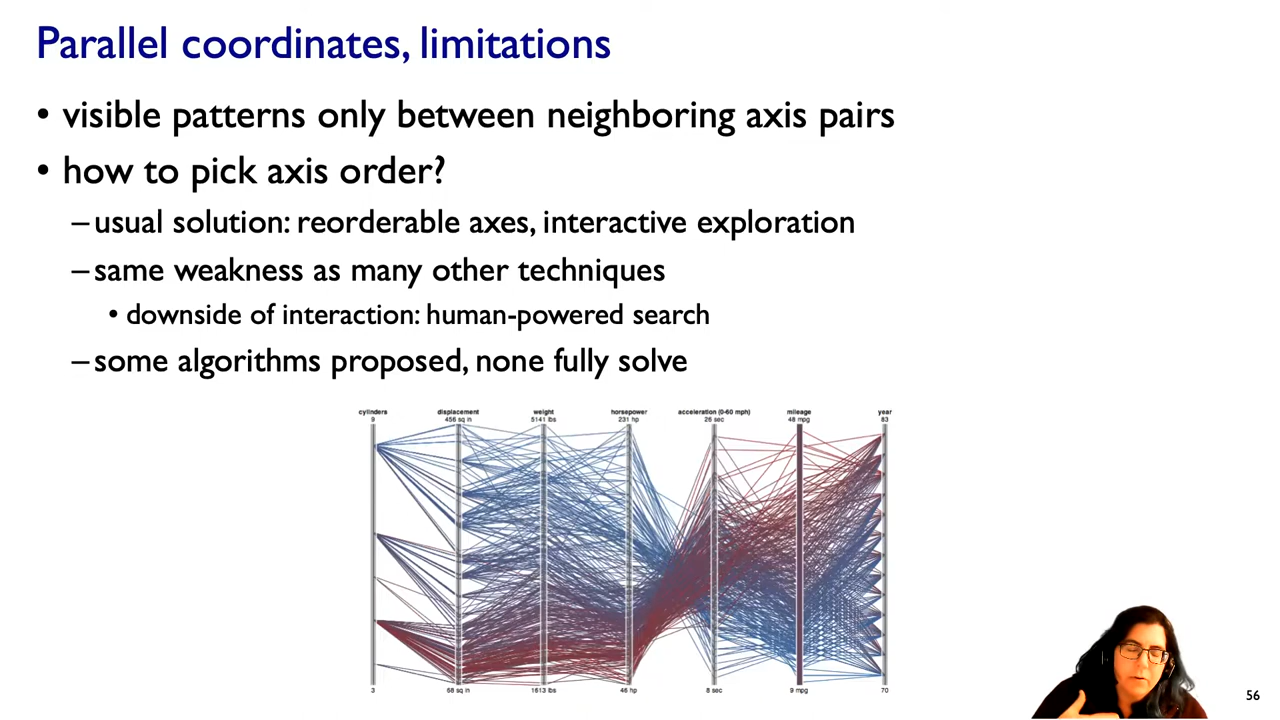 Parallel coordinates, limitations
• visible patterns only between neighboring axis pairs
• how to pick axis order?
–usual solution: reorderable axes, interactive exploration
–same weakness as many other techniques
• downside of interaction: human-powered search
–some algorithms proposed, none fully solve
cylinders displacement weight horsepower acceleration (0-60 mph) mileage year
9 456 sq in 5141 lbs 231 hp 26 sec 48 mpg 83
3 68 sq in 1613 lbs 46 hp 8 sec 9 mpg 70
56